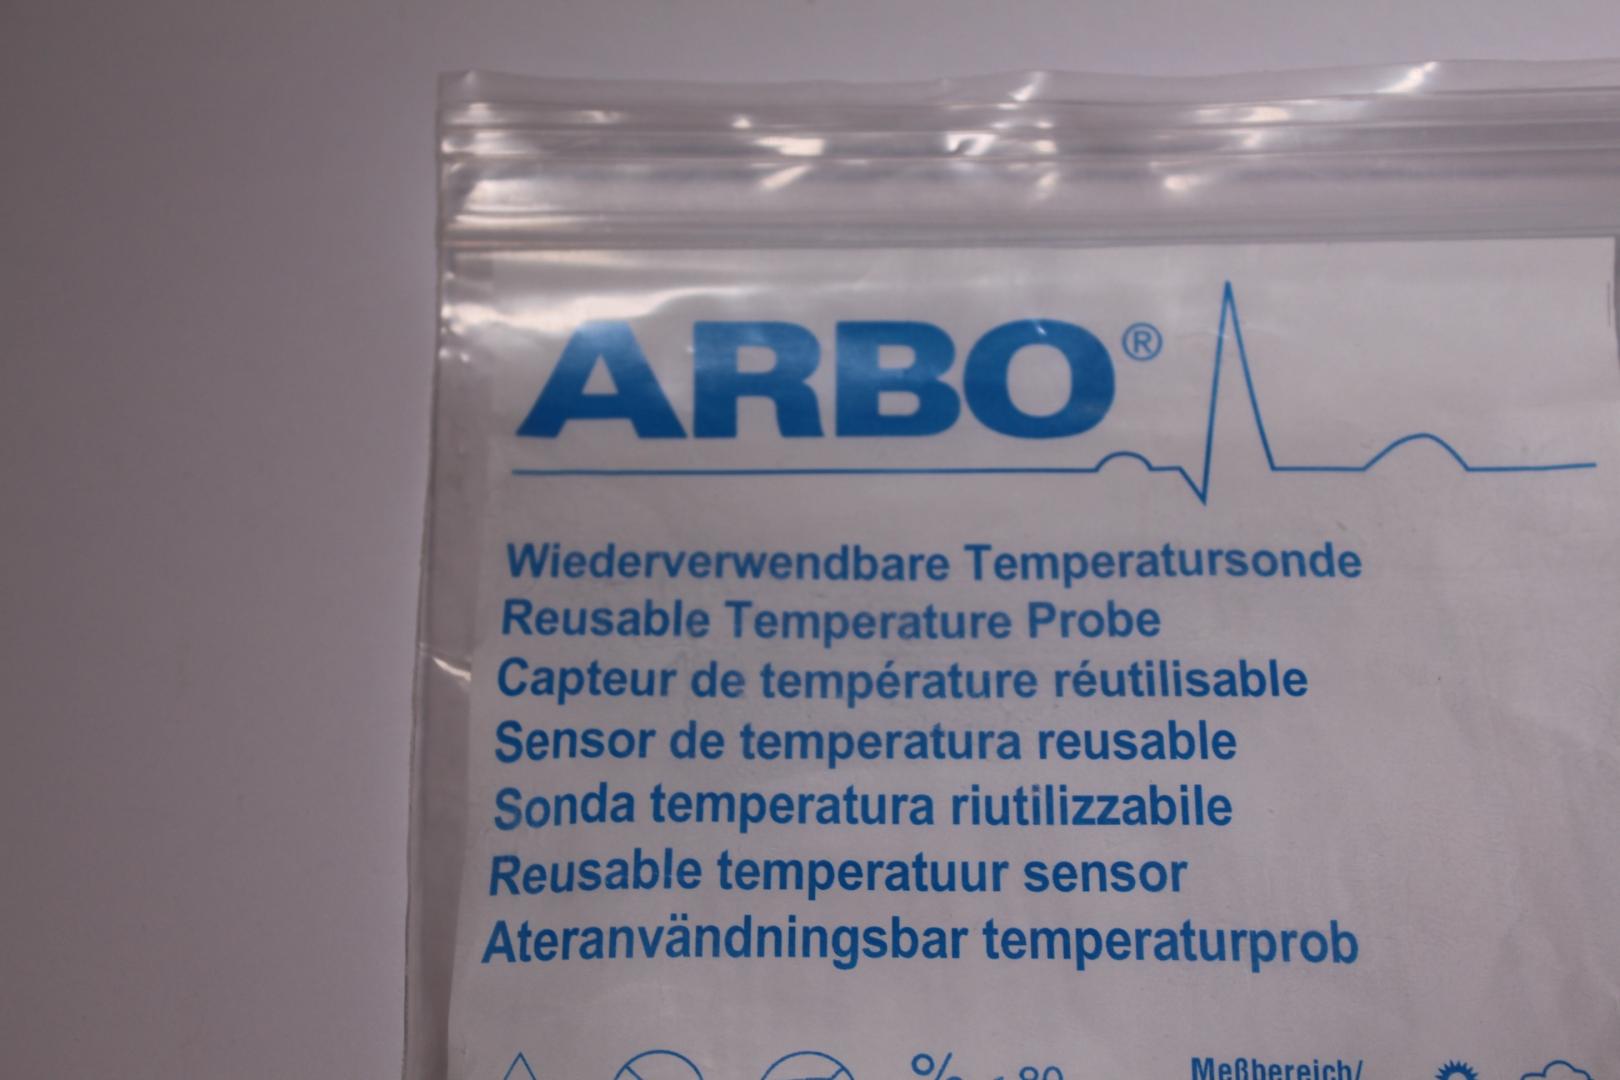 ARBO®
Wiederverwendbare Temperatursonde
Reusable Temperature Probe
Capteur de température réutilisable
Sensor de temperatura reusable
Sonda temperatura riutilizzabile
Reusable temperatuur sensor
Ateranvändningsbar temperaturprob
% <80 Meßbereich/